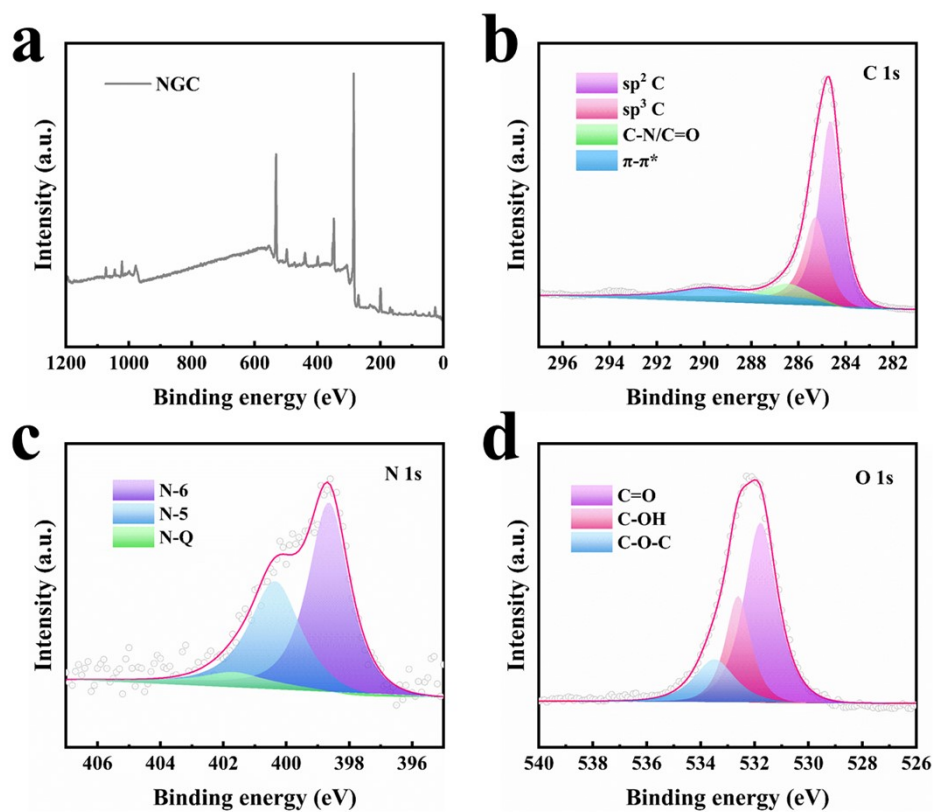 a
NGC
Intensity (a.u.)
1200 1000 800 600 400 200 0
Binding energy (eV)
b
C 1s
sp² C
sp³ C
C-N/C=O
π-π*
Intensity (a.u.)
296 294 292 290 288 286 284 282
Binding energy (eV)
c
N 1s
N-6
N-5
N-Q
Intensity (a.u.)
406 404 402 400 398 396
Binding energy (eV)
d
O 1s
C=O
C-OH
C-O-C
Intensity (a.u.)
540 538 536 534 532 530 528 526
Binding energy (eV)